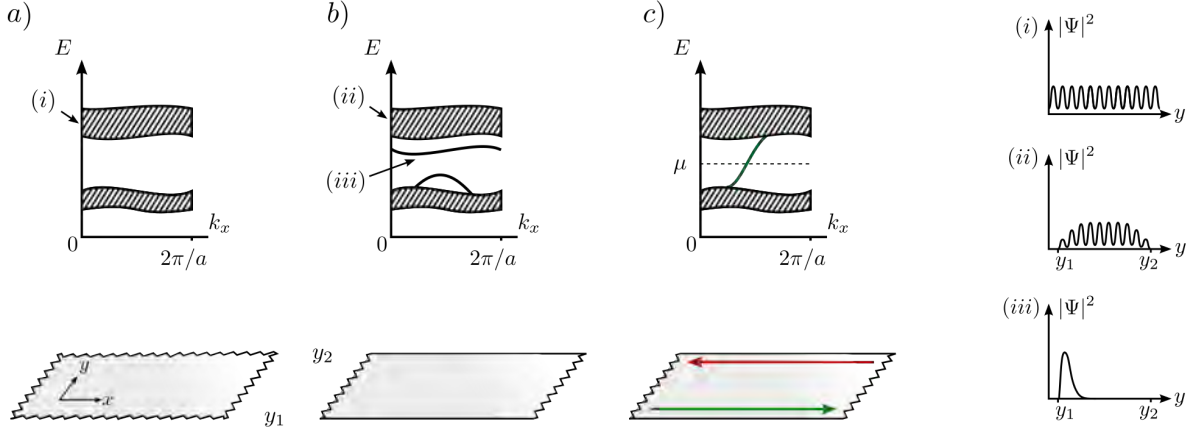 a)
E
(i)
0
k_x
2π/a
y
x
y_1
b)
E
(ii)
(iii)
0
k_x
2π/a
y_2
c)
E
μ
0
k_x
2π/a
(i)
|Ψ|^2
y
(ii)
|Ψ|^2
y_1
y_2
y
(iii)
|Ψ|^2
y_1
y_2
y